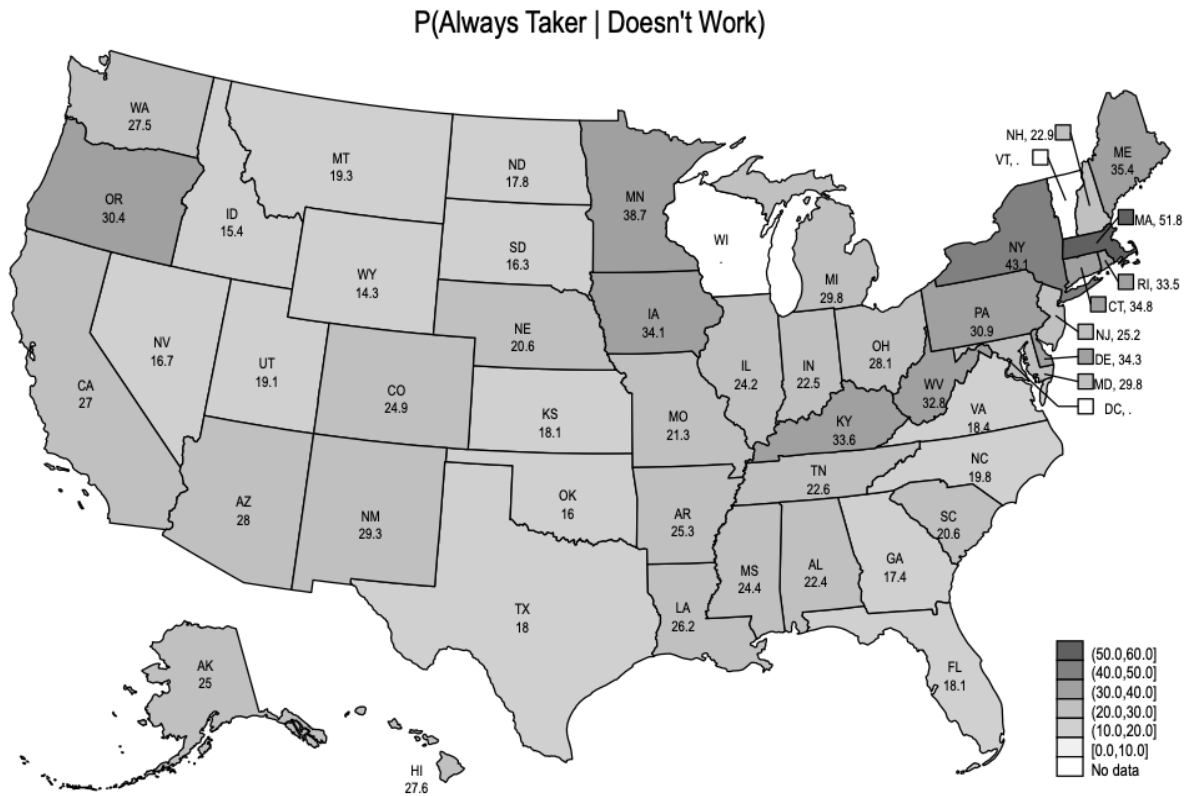 P(Always Taker | Doesn't Work)
WA
27.5
MT
19.3
ND
17.8
MN
38.7
NH, 22.9
VT, .
ME
35.4
OR
30.4
ID
15.4
SD
16.3
WI
.
MI
29.8
NY
43.1
MA, 51.8
RI, 33.5
CT, 34.8
WY
14.3
IA
34.1
PA
30.9
NJ, 25.2
NE
20.6
NV
16.7
UT
19.1
CO
24.9
IL
24.2
IN
22.5
OH
28.1
DE, 34.3
MD, 29.8
DC, .
CA
27
KS
18.1
MO
21.3
KY
33.6
WV
32.8
VA
18.4
AZ
28
NM
29.3
OK
16
AR
25.3
TN
22.6
NC
19.8
SC
20.6
TX
18
LA
26.2
MS
24.4
AL
22.4
GA
17.4
FL
18.1
AK
25
HI
27.6
(50.0,60.0]
(40.0,50.0]
(30.0,40.0]
(20.0,30.0]
(10.0,20.0]
[0.0,10.0]
No data